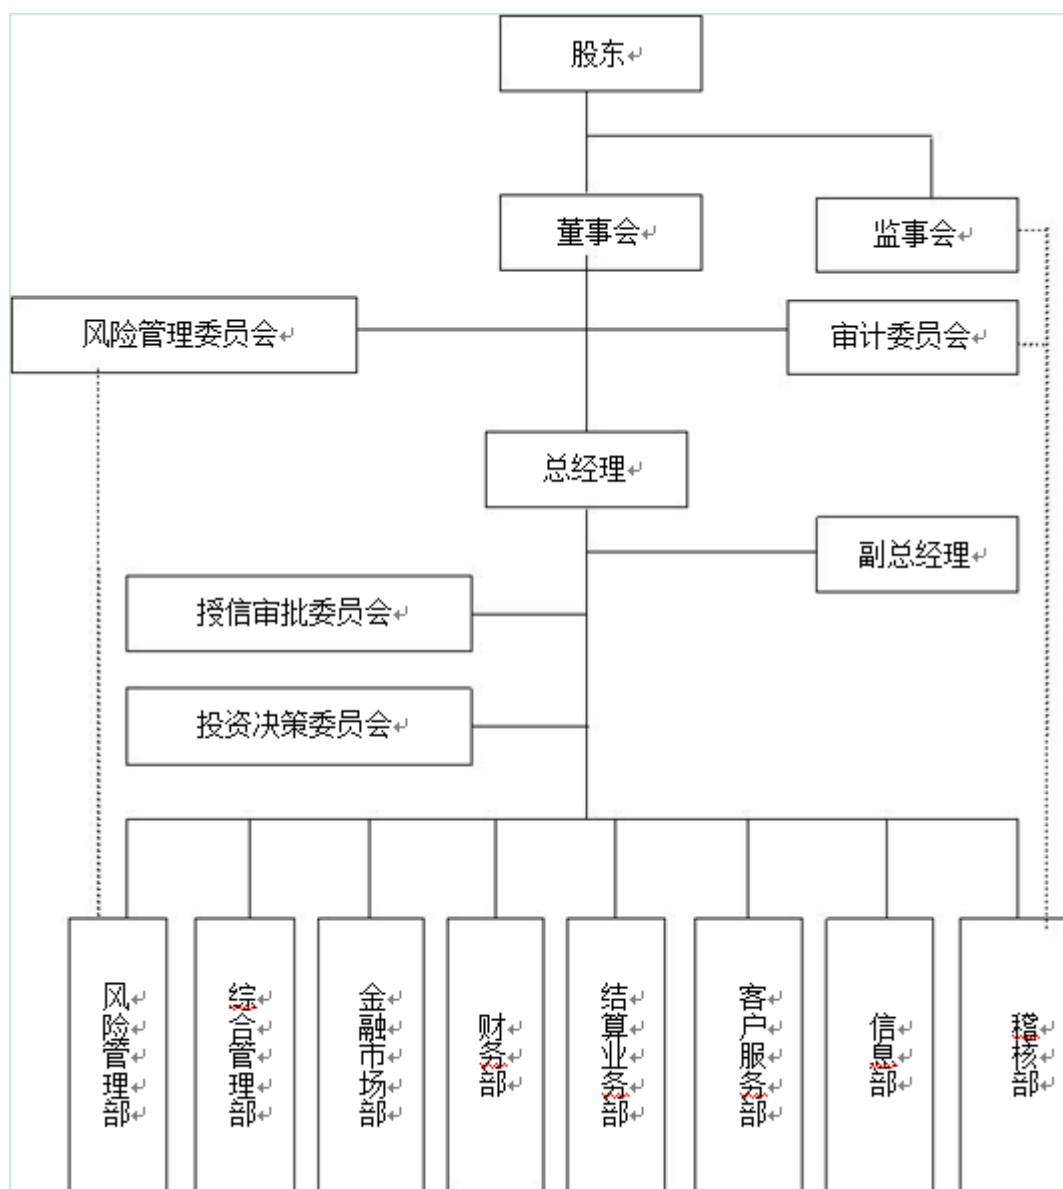 股东
董事会
监事会
风险管理委员会
审计委员会
总经理
副总经理
授信审批委员会
投资决策委员会
风险管理部
综合管理部
金融市场部
财务部
结算业务部
客户服务部
信息部
稽核部